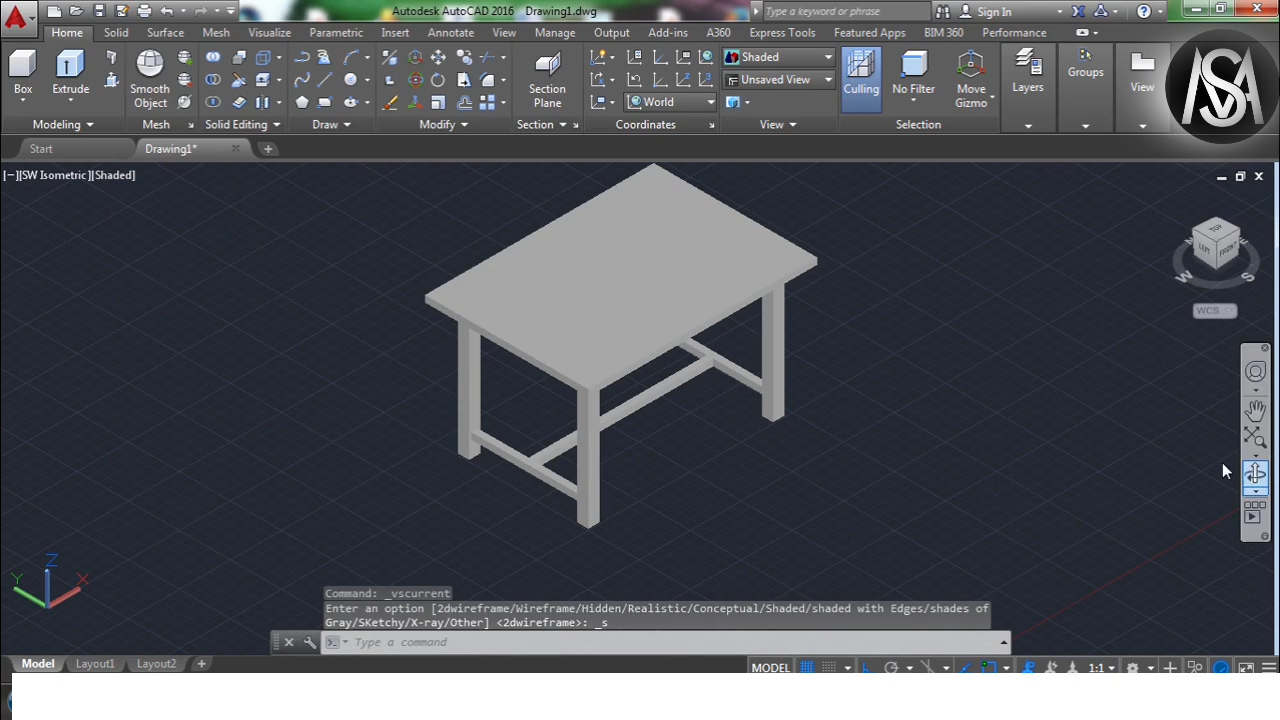 Autodesk AutoCAD 2016 Drawing1.dwg
Type a keyword or phrase
Sign In
Home Solid Surface Mesh Visualize Parametric Insert Annotate View Manage Output Add-ins A360 Express Tools Featured Apps BIM 360 Performance
Box
Extrude
Smooth
Object
Section
Plane
Shaded
Unsaved View
World
Culling
No Filter
Move
Gizmo
Layers
Groups
View
Modeling Mesh Solid Editing Draw Modify Section Coordinates View Selection
Start Drawing1*
[−][SW Isometric][Shaded]
TOP
LEFT FRONT
W S
WCS
Z
Y X
Command: _vscurrent
Enter an option [2dwireframe/Wireframe/Hidden/Realistic/Conceptual/Shaded/shaded with Edges/shades of
Gray/SKetchy/X-ray/Other] <2dwireframe>: _s
Type a command
Model Layout1 Layout2
MODEL 1:1